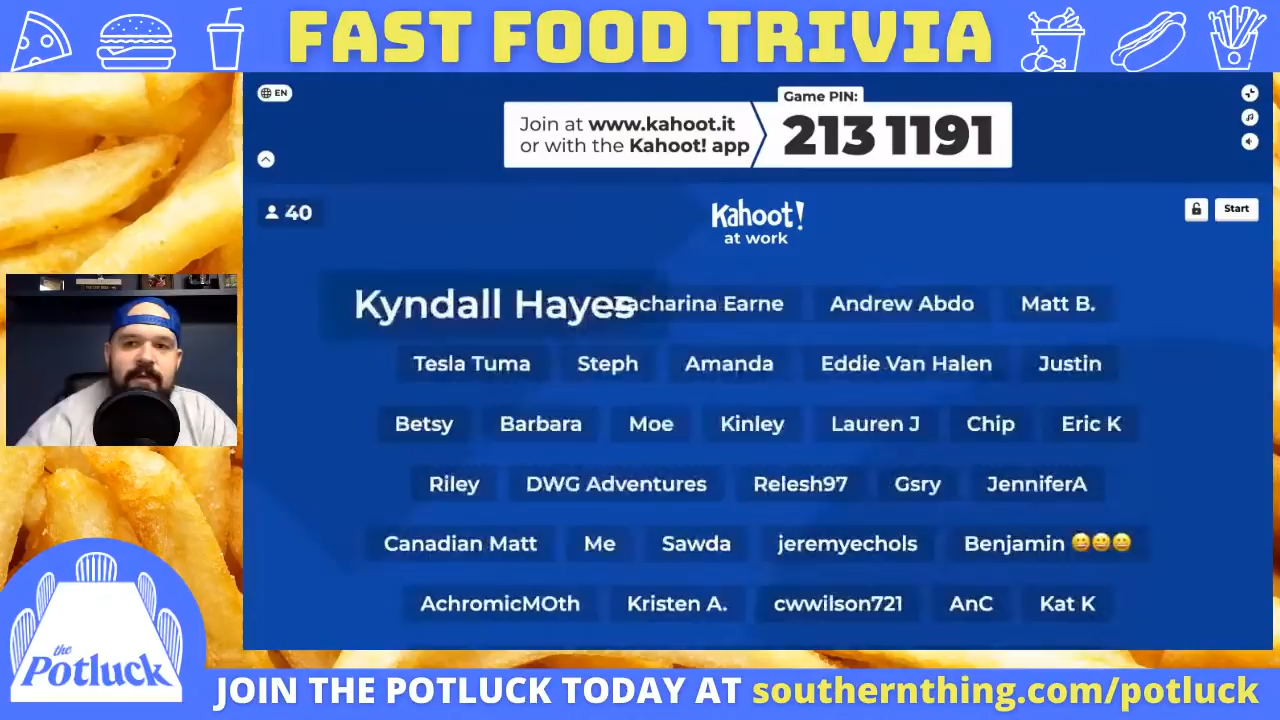 FAST FOOD TRIVIA
EN
Join at www.kahoot.it
or with the Kahoot! app
Game PIN:
213 1191
40
Kahoot!
at work
Start
Kyndall Hayes
Zacharina Earne
Andrew Abdo
Matt B.
Tesla Tuma
Steph
Amanda
Eddie Van Halen
Justin
Betsy
Barbara
Moe
Kinley
Lauren J
Chip
Eric K
Riley
DWG Adventures
Relesh97
Gsry
JenniferA
Canadian Matt
Me
Sawda
jeremyechols
Benjamin 😀😀😀
AchromicMOth
Kristen A.
cwwilson721
AnC
Kat K
the
Potluck
JOIN THE POTLUCK TODAY AT southernthing.com/potluck